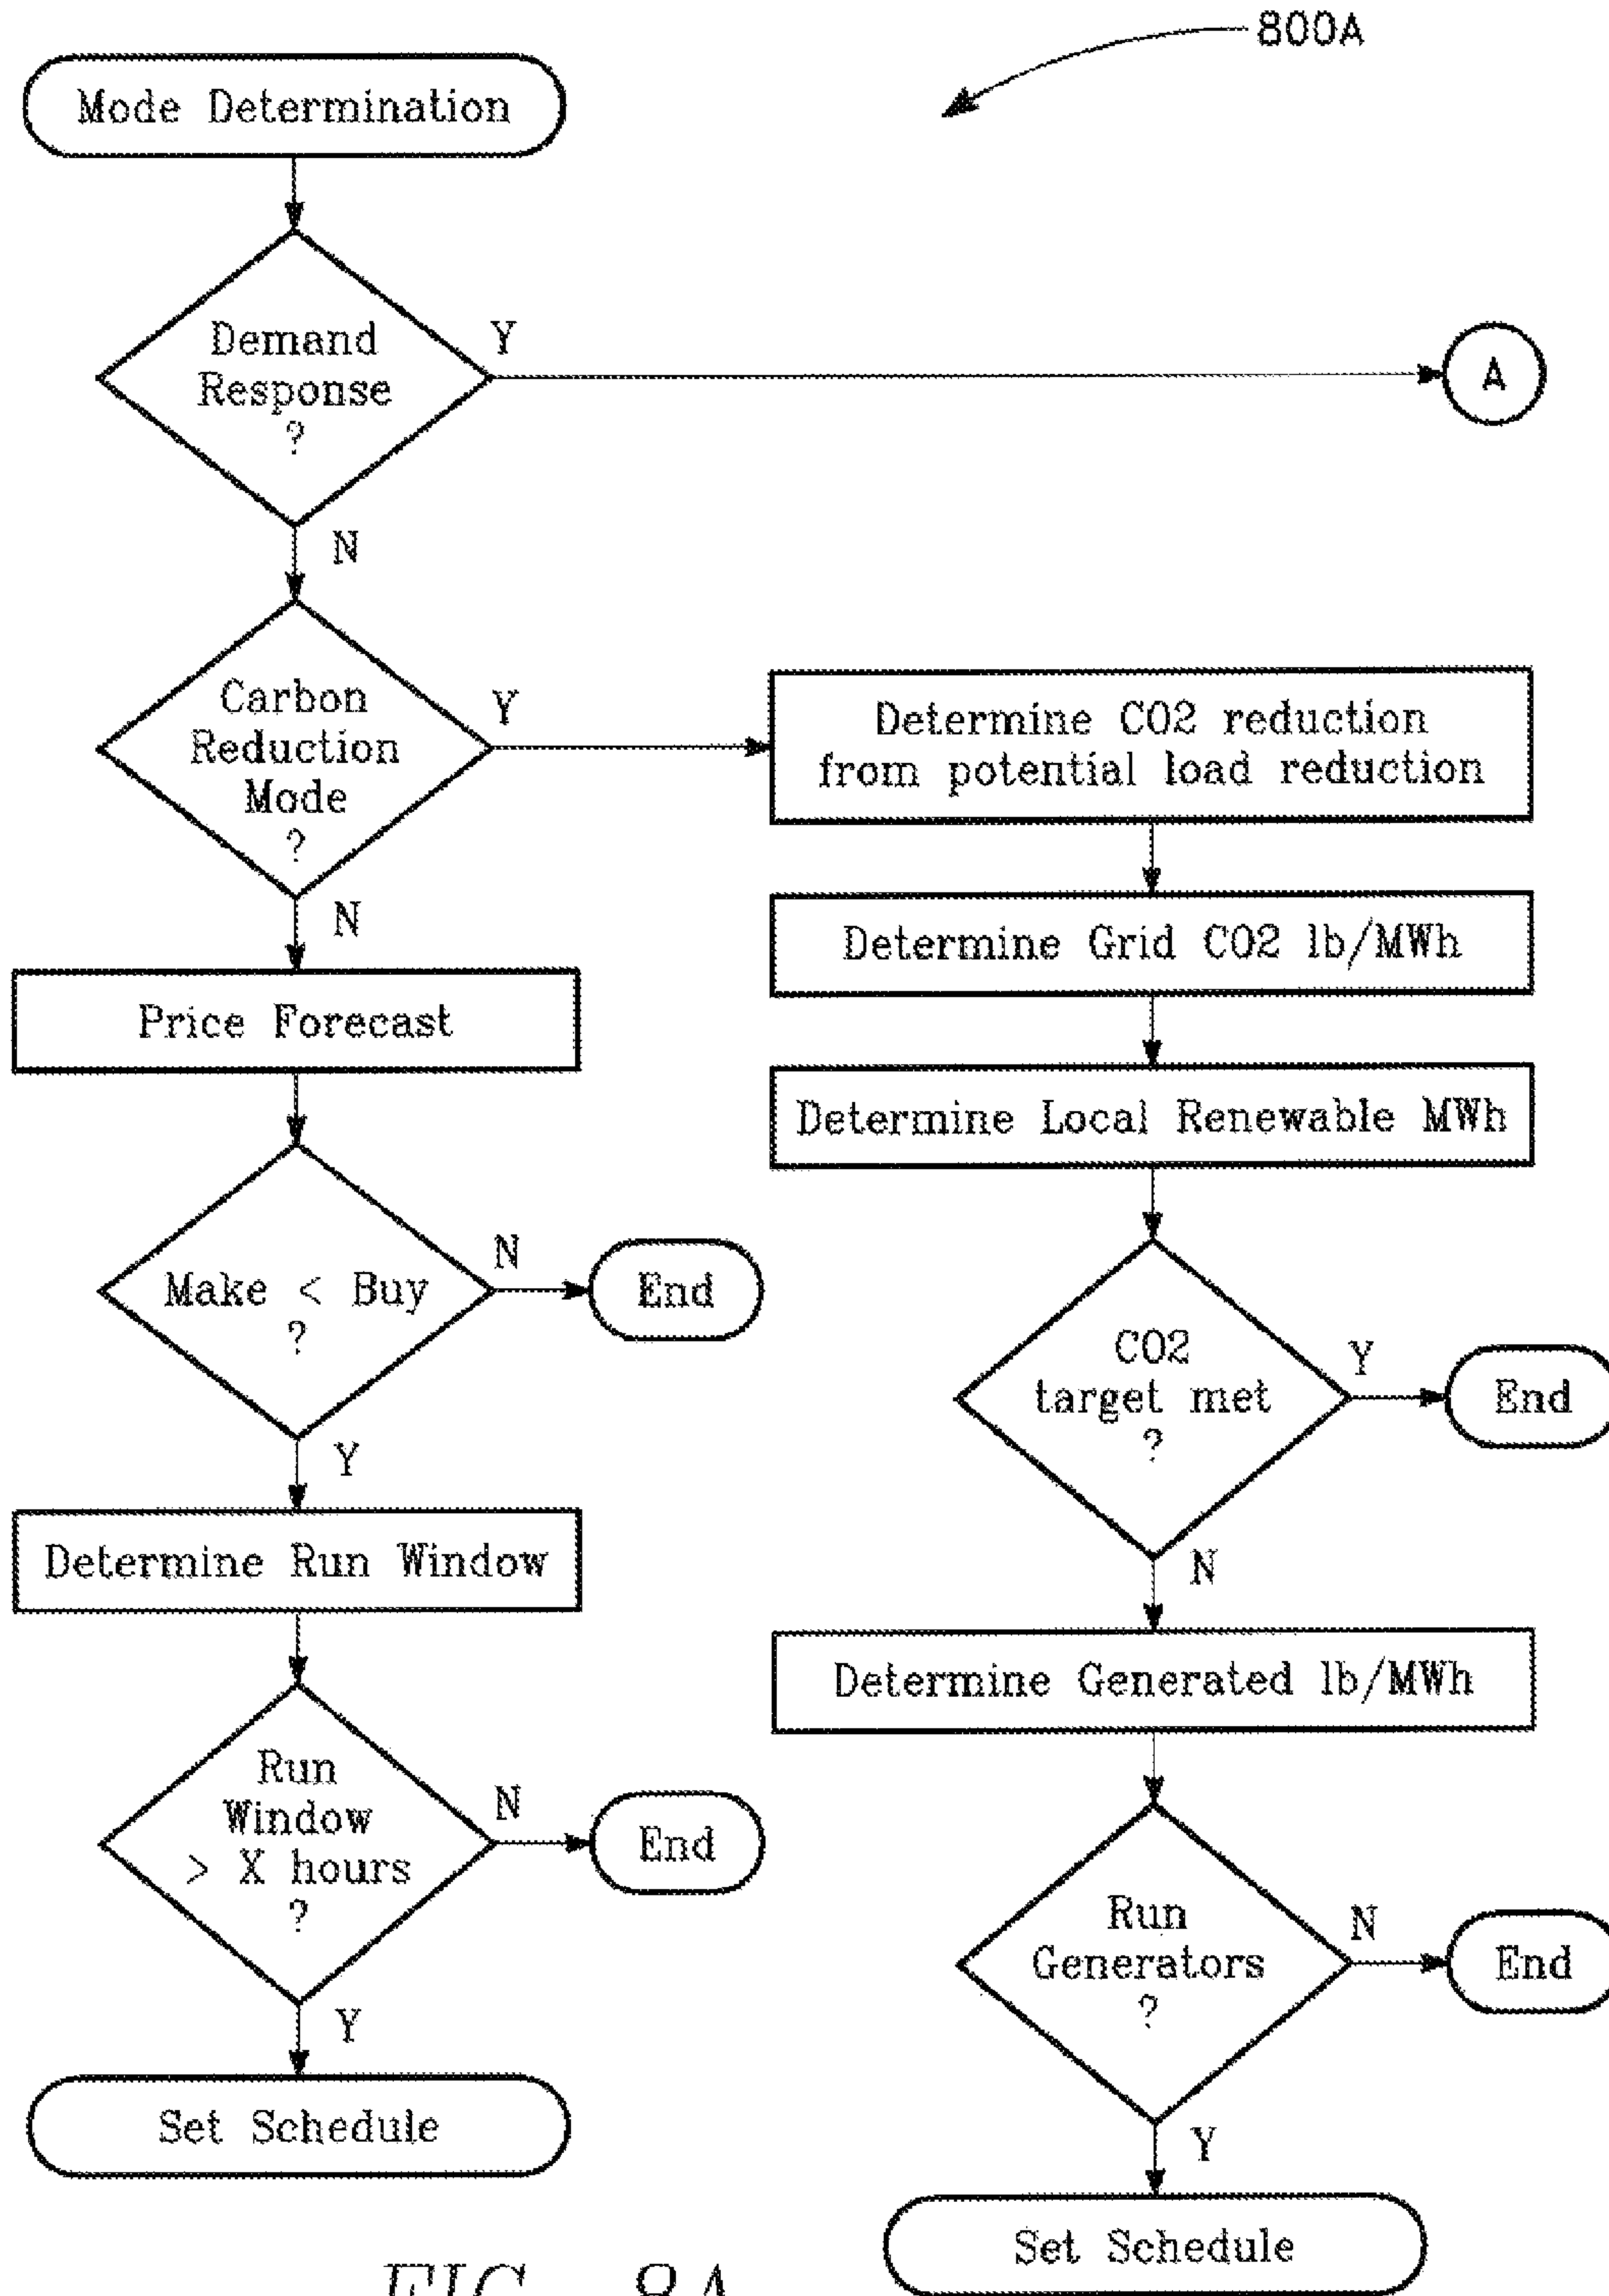 800A
Mode Determination
Demand
Response
?
Y
A
N
Carbon
Reduction
Mode
?
Y
Determine CO2 reduction
from potential load reduction
N
Determine Grid CO2 lb/MWh
Price Forecast
Determine Local Renewable MWh
Make < Buy
?
N
End
Y
CO2
target met
?
Y
End
N
Determine Run Window
Determine Generated lb/MWh
Run
Window
> X hours
?
N
End
Y
Run
Generators
?
N
End
Y
Set Schedule
Set Schedule
FIG. 8A